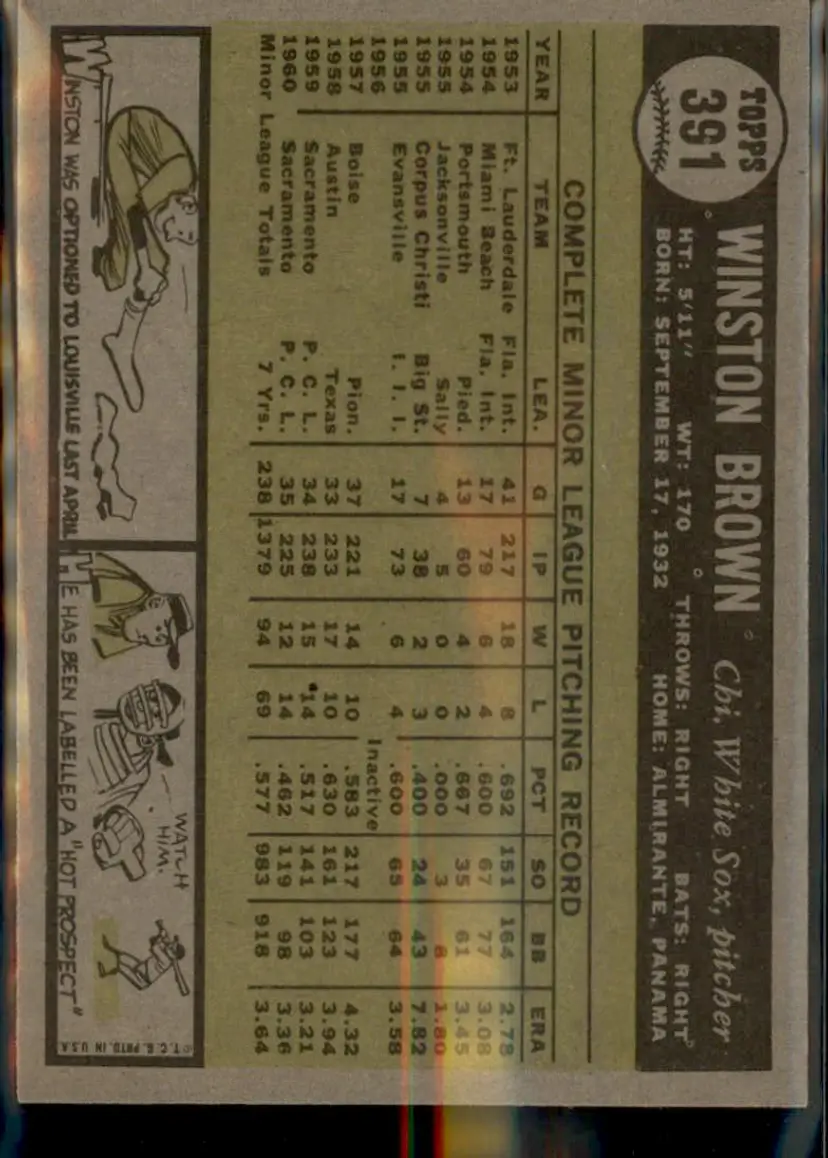 TOPPS
391
WINSTON BROWN Chi. White Sox, pitcher
HT: 5'11" WT: 170 THROWS: RIGHT BATS: RIGHT
BORN: SEPTEMBER 17, 1932 HOME: ALMIRANTE, PANAMA
COMPLETE MINOR LEAGUE PITCHING RECORD
YEAR TEAM LEA. G IP W L PCT SO BB ERA
1953 Ft. Lauderdale Fla. Int. 41 217 18 8 .692 151 164 2.78
1954 Miami Beach Fla. Int. 17 79 6 4 .600 67 77 3.08
1954 Portsmouth Pied. 13 60 4 2 .667 35 61 3.45
1955 Jacksonville Sally 4 5 0 0 .000 3 8 1.80
1955 Corpus Christi Big St. 7 38 2 3 .400 24 43 7.82
1955 Evansville I. I. I. 17 73 6 4 .600 65 64 3.58
1956 Inactive
1957 Boise Pion. 37 221 14 10 .583 217 177 4.32
1958 Austin Texas 33 233 17 10 .630 161 123 3.94
1959 Sacramento P. C. L. 34 238 15 14 .517 141 103 3.21
1960 Sacramento P. C. L. 35 225 12 14 .462 119 98 3.36
Minor League Totals 7 Yrs. 238 1379 94 69 .577 983 918 3.64
WINSTON WAS OPTIONED TO LOUISVILLE LAST APRIL.
WATCH
HIM.
HE HAS BEEN LABELLED A "HOT PROSPECT"
©T.C.G. PRTD. IN U.S.A.